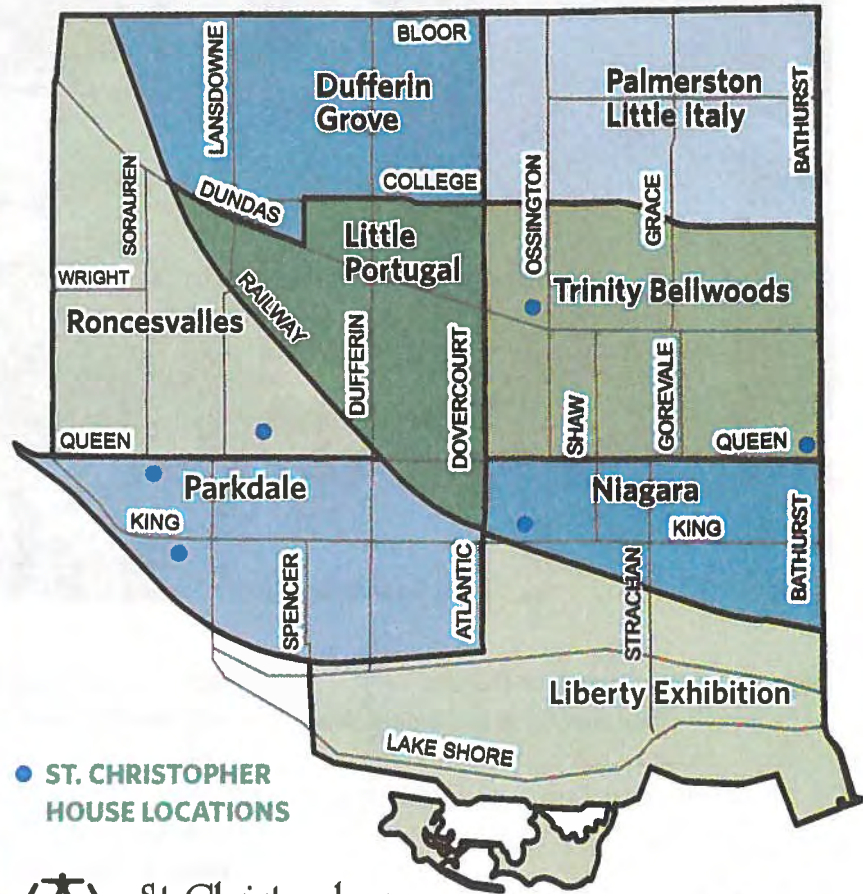 BLOOR
LANSDOWNE
Dufferin
Grove
Palmerston
Little Italy
BATHURST
SORAUREN
DUNDAS
COLLEGE
OSSINGTON
GRACE
Little
Portugal
WRIGHT
RAILWAY
Trinity Bellwoods
Roncesvalles
DUFFERIN
DOVERCOURT
SHAW
GOREVALE
QUEEN
QUEEN
Parkdale
Niagara
KING
KING
BATHURST
SPENCER
ATLANTIC
STRACHAN
Liberty Exhibition
LAKE SHORE
ST. CHRISTOPHER
HOUSE LOCATIONS
St Christopher